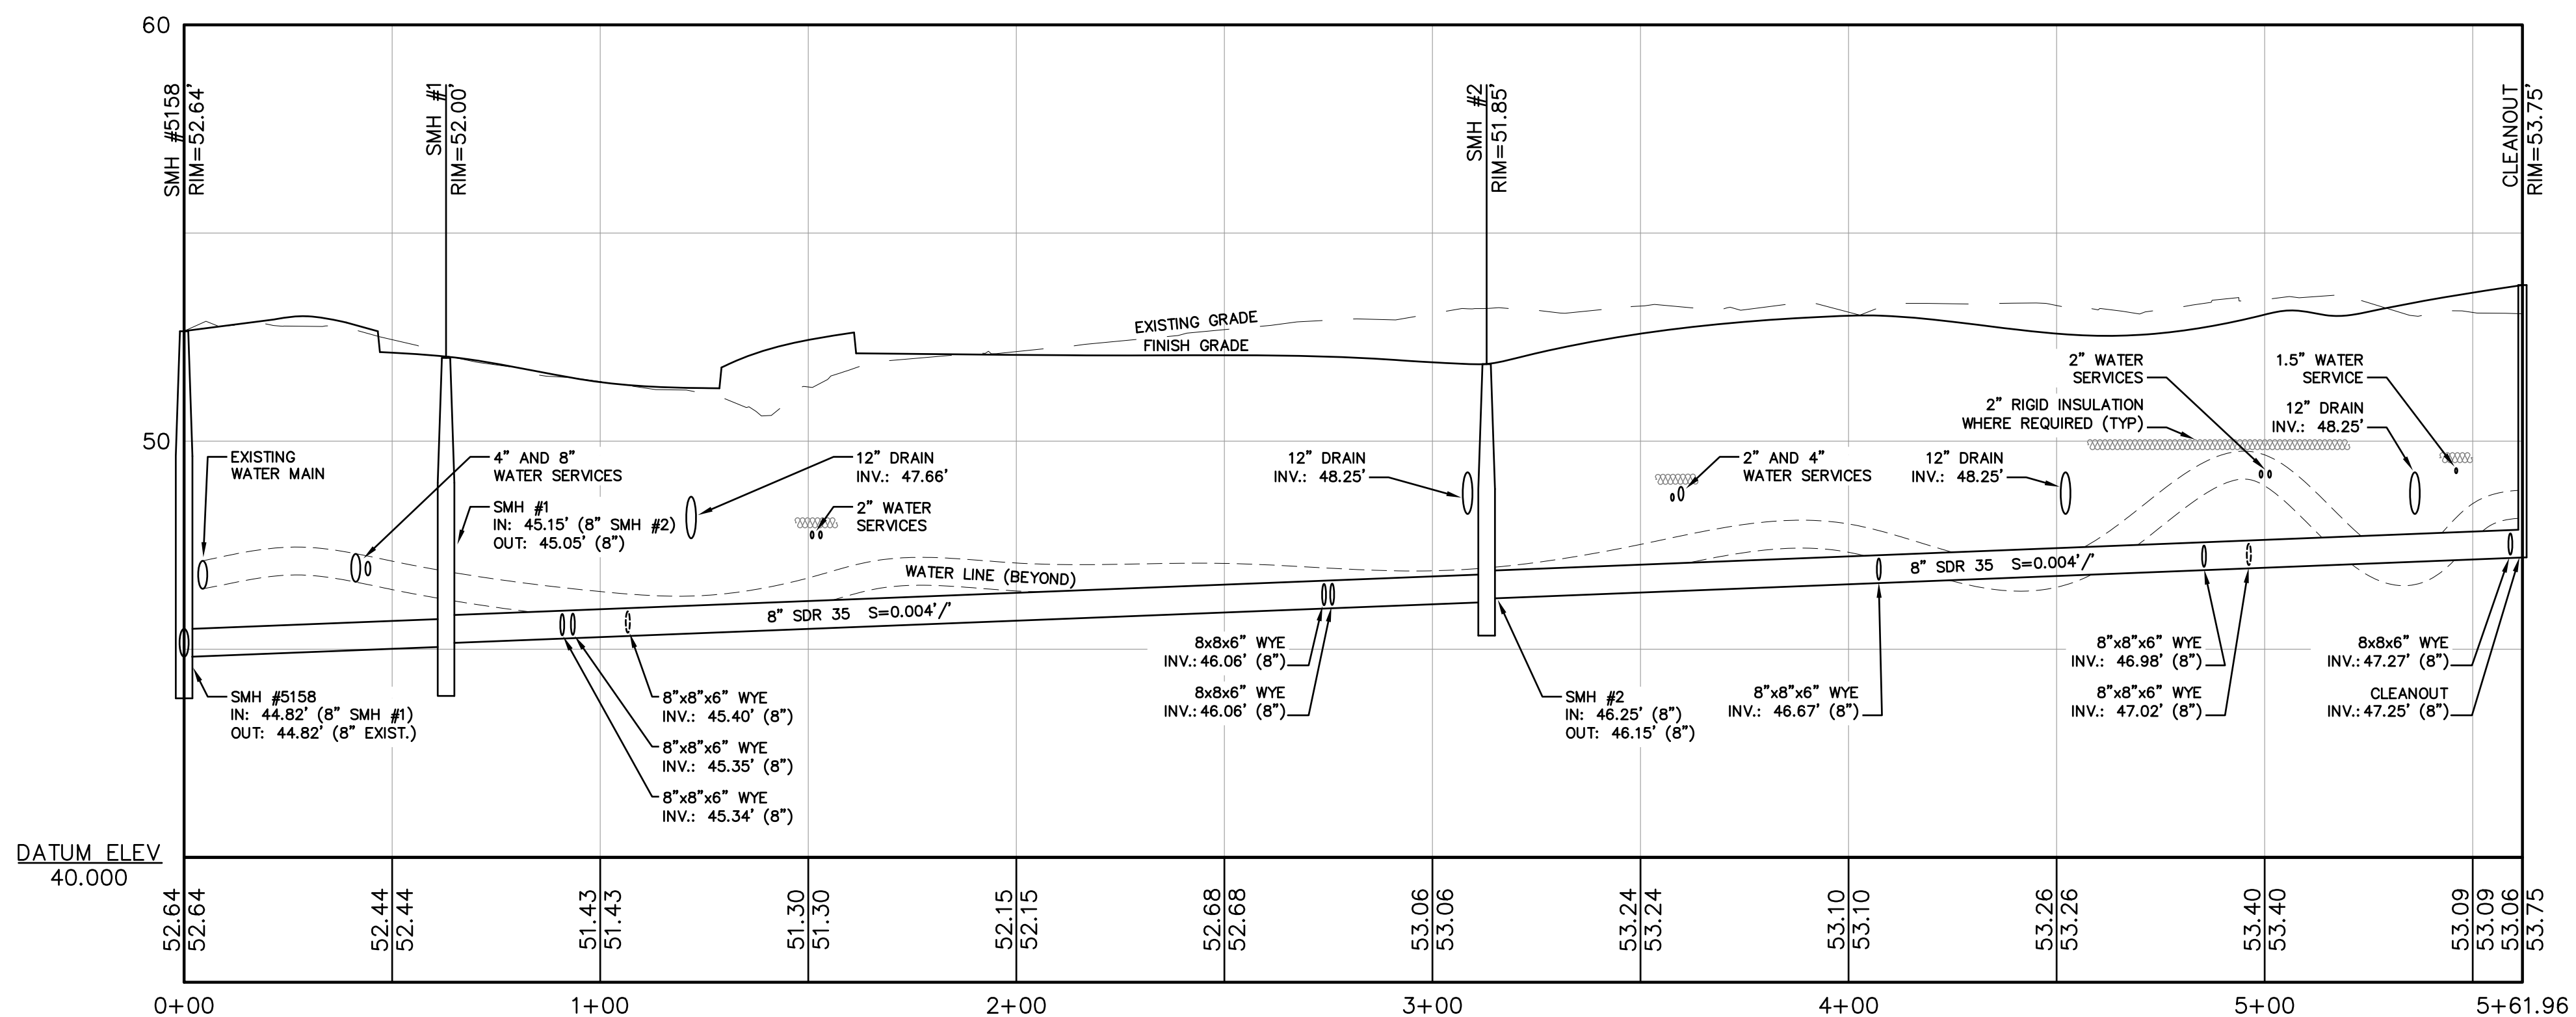 60
SMH #5158
RIM=52.64'
SMH #1
RIM=52.00'
SMH #2
RIM=51.85'
CLEANOUT
RIM=53.75'
EXISTING GRADE
FINISH GRADE
50
EXISTING
WATER MAIN
4” AND 8”
WATER SERVICES
SMH #1
IN: 45.15' (8” SMH #2)
OUT: 45.05' (8”)
12” DRAIN
INV.: 47.66'
2” WATER
SERVICES
12” DRAIN
INV.: 48.25'
2” AND 4”
WATER SERVICES
12” DRAIN
INV.: 48.25'
2” WATER
SERVICES
2” RIGID INSULATION
WHERE REQUIRED (TYP)
1.5” WATER
SERVICE
12” DRAIN
INV.: 48.25'
WATER LINE (BEYOND)
8” SDR 35 S=0.004'/'
8” SDR 35 S=0.004'/'
SMH #5158
IN: 44.82' (8” SMH #1)
OUT: 44.82' (8” EXIST.)
8”x8”x6” WYE
INV.: 45.40' (8”)
8”x8”x6” WYE
INV.: 45.35' (8”)
8”x8”x6” WYE
INV.: 45.34' (8”)
8x8x6” WYE
INV.: 46.06' (8”)
8x8x6” WYE
INV.: 46.06' (8”)
SMH #2
IN: 46.25' (8”)
OUT: 46.15' (8”)
8”x8”x6” WYE
INV.: 46.67' (8”)
8”x8”x6” WYE
INV.: 46.98' (8”)
8”x8”x6” WYE
INV.: 47.02' (8”)
8x8x6” WYE
INV.: 47.27' (8”)
CLEANOUT
INV.: 47.25' (8”)
DATUM ELEV
40.000
52.64
52.64
52.44
52.44
51.43
51.43
51.30
51.30
52.15
52.15
52.68
52.68
53.06
53.06
53.24
53.24
53.10
53.10
53.26
53.26
53.40
53.40
53.09
53.09
53.06
53.75
0+00
1+00
2+00
3+00
4+00
5+00
5+61.96